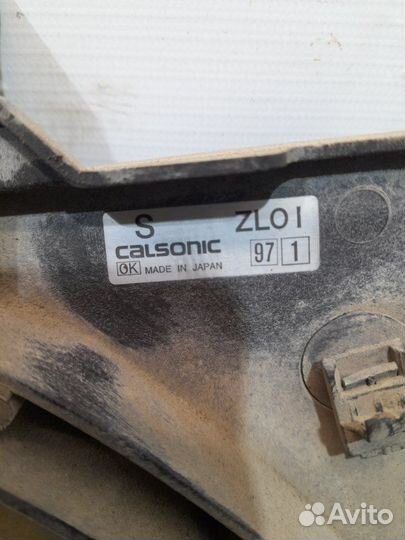 S ZL01
CALSONIC 97 1
OK MADE IN JAPAN
Avito